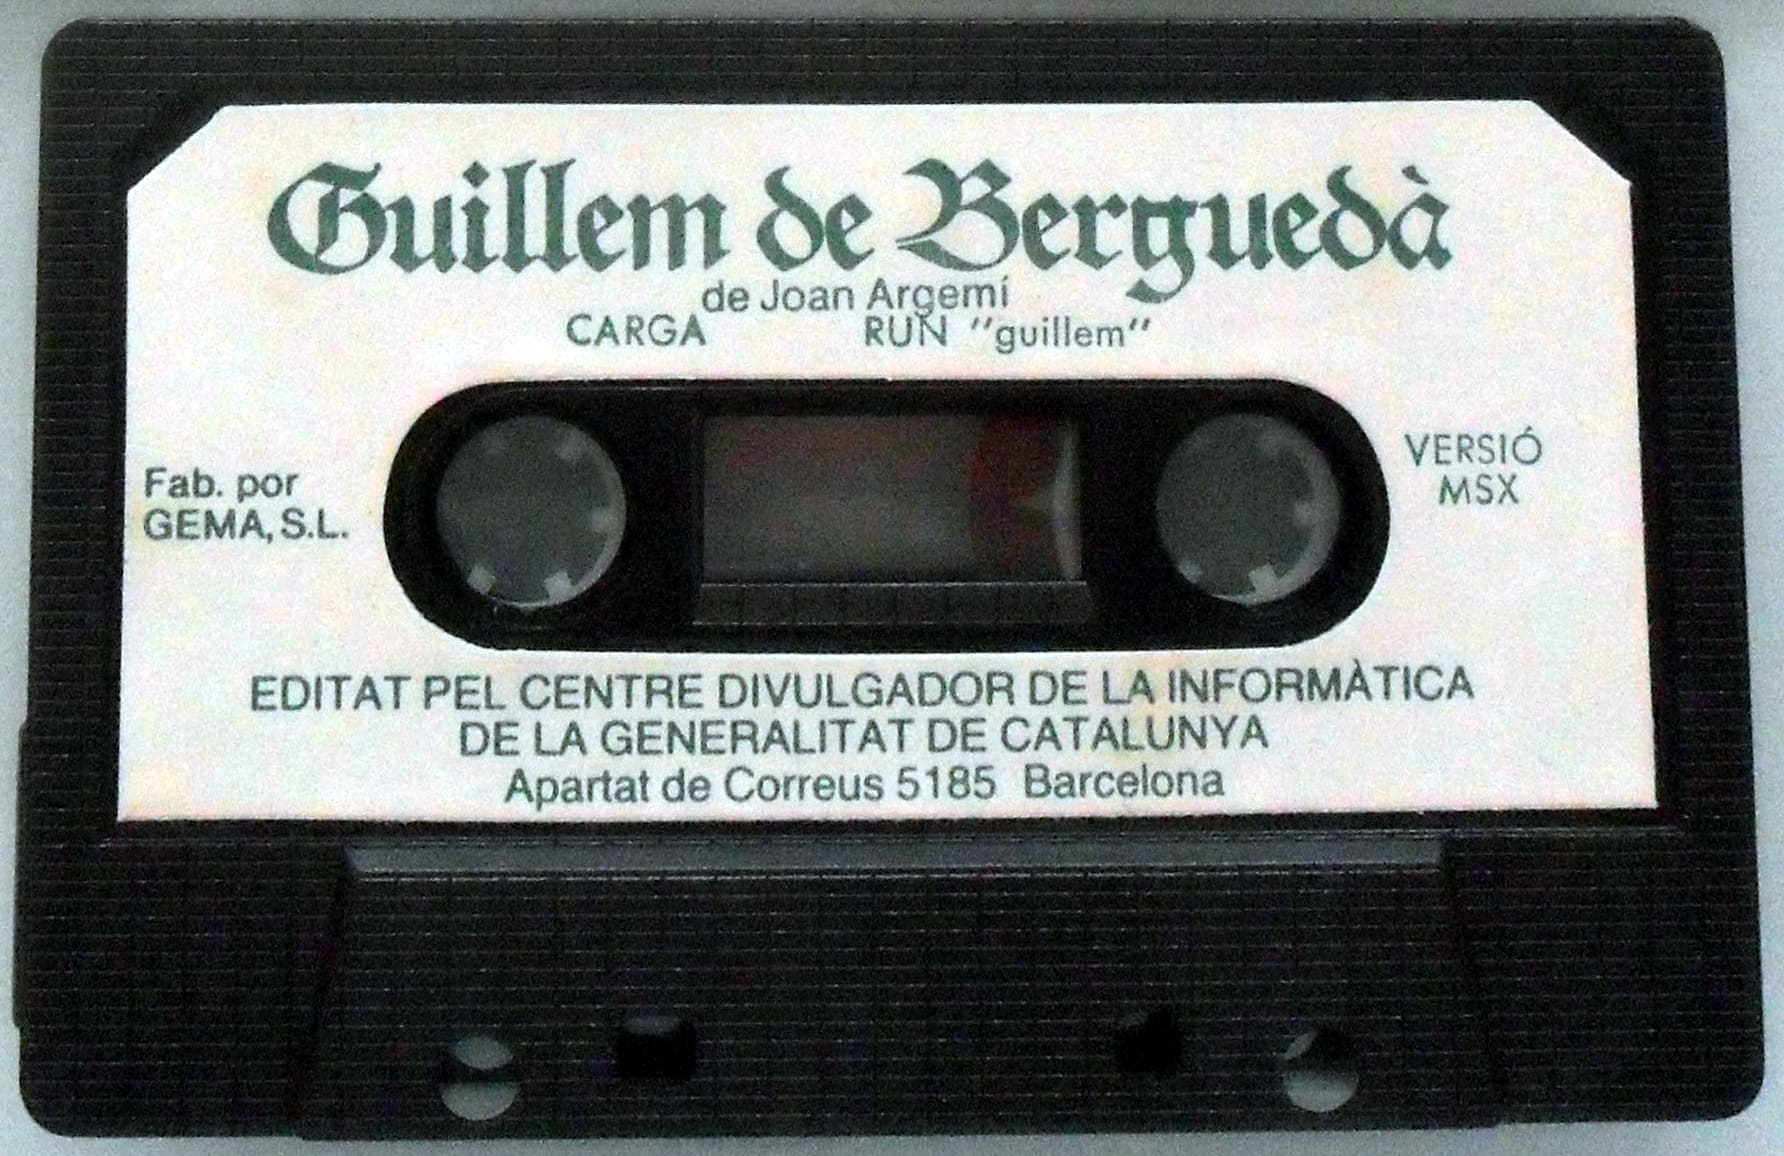 Guillem de Berguedà
de Joan Argemí
CARGA RUN "guillem"
Fab. por
GEMA, S.L.
VERSIÓ
MSX
EDITAT PEL CENTRE DIVULGADOR DE LA INFORMÀTICA
DE LA GENERALITAT DE CATALUNYA
Apartat de Correus 5185 Barcelona